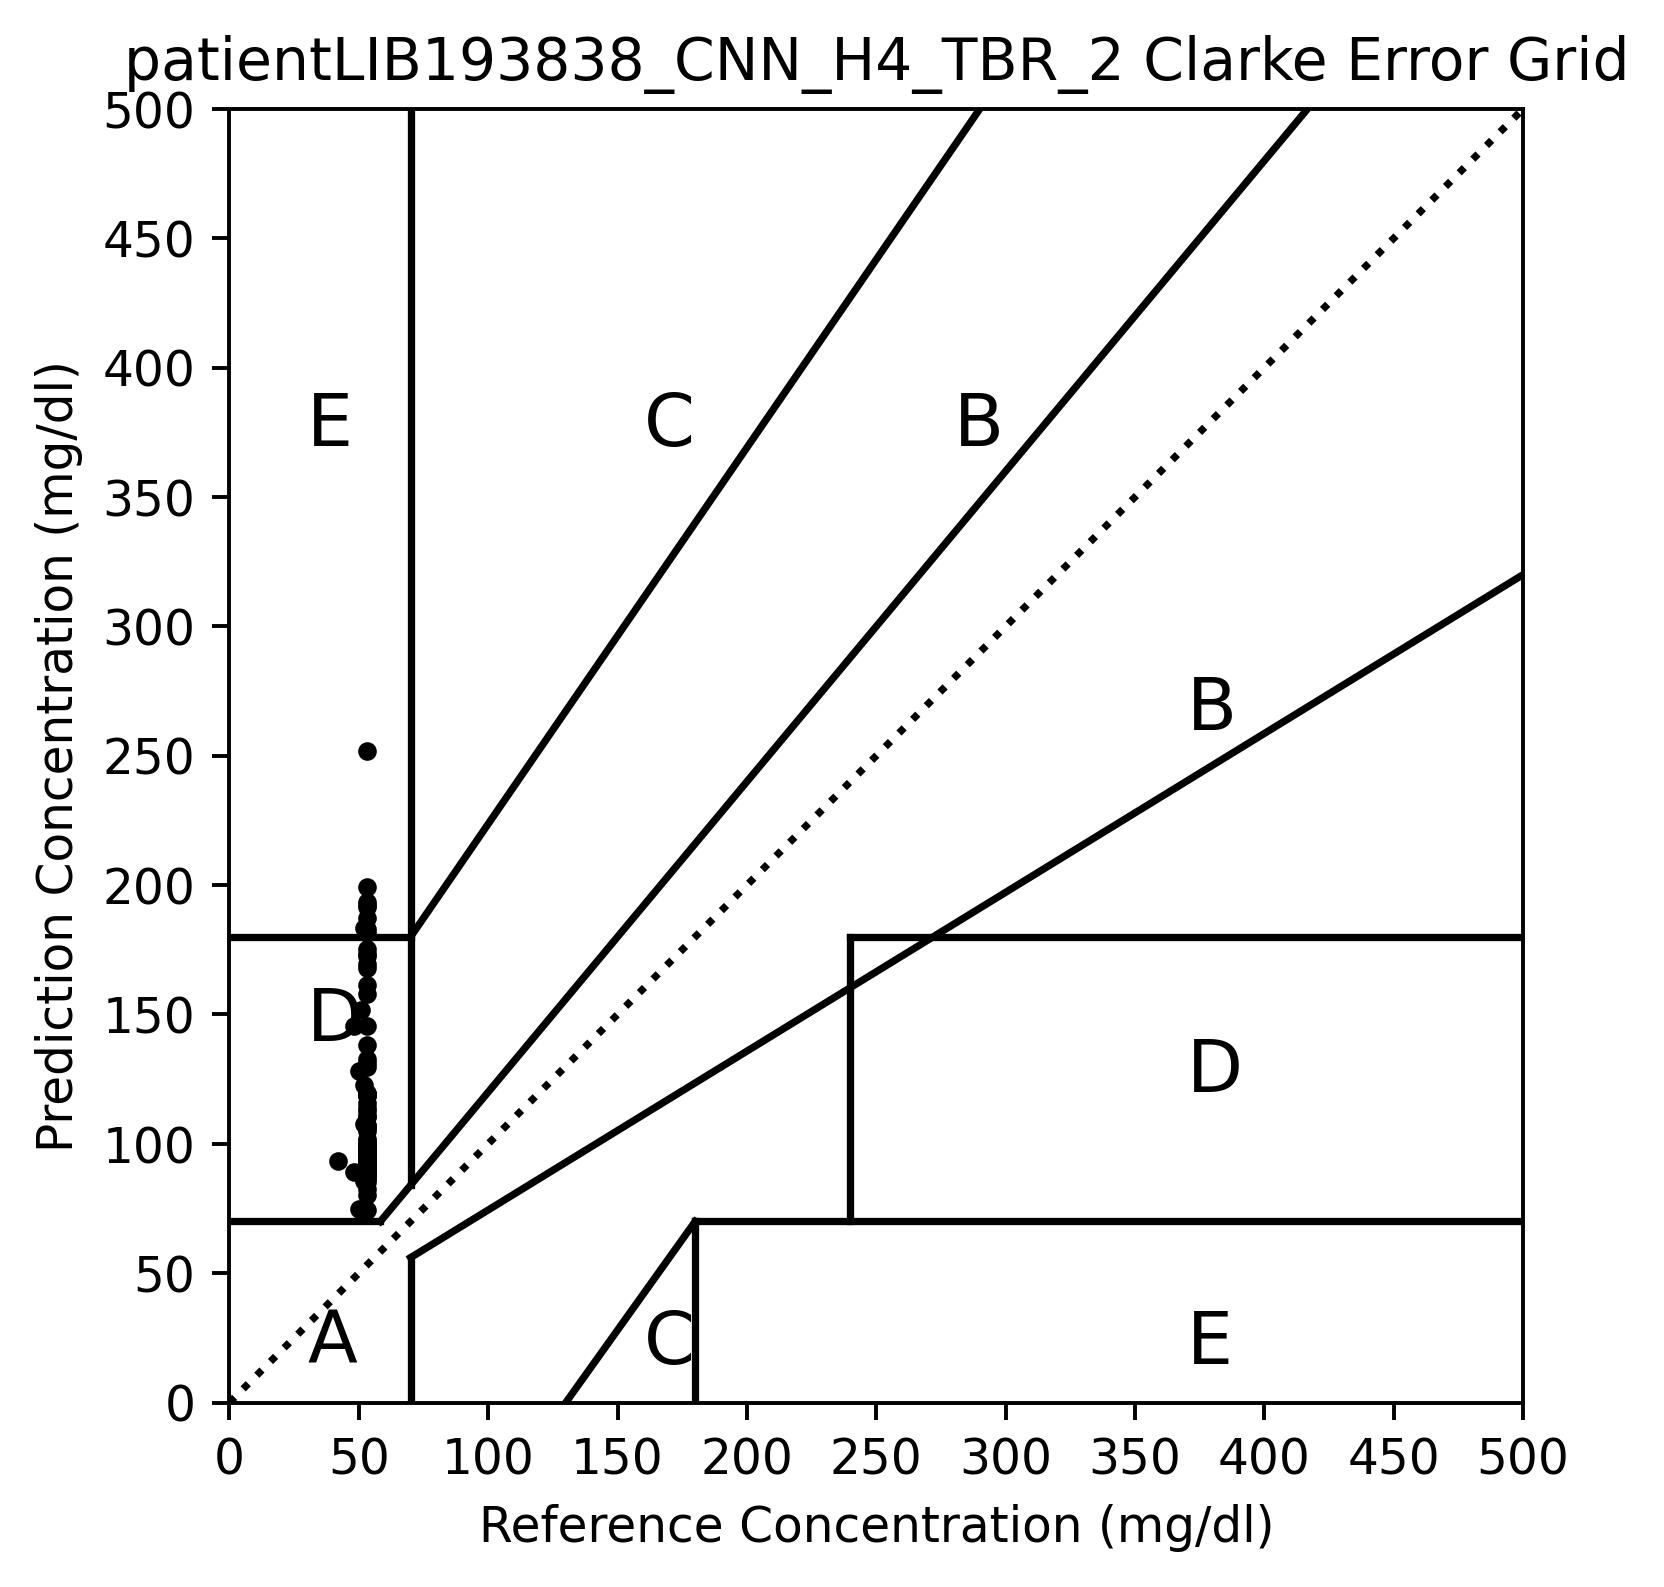 patientLIB193838_CNN_H4_TBR_2 Clarke Error Grid
500
450
400
350
300
250
200
150
100
50
0
Prediction Concentration (mg/dl)
E
C
B
B
D
D
A
C
E
0 50 100 150 200 250 300 350 400 450 500
Reference Concentration (mg/dl)